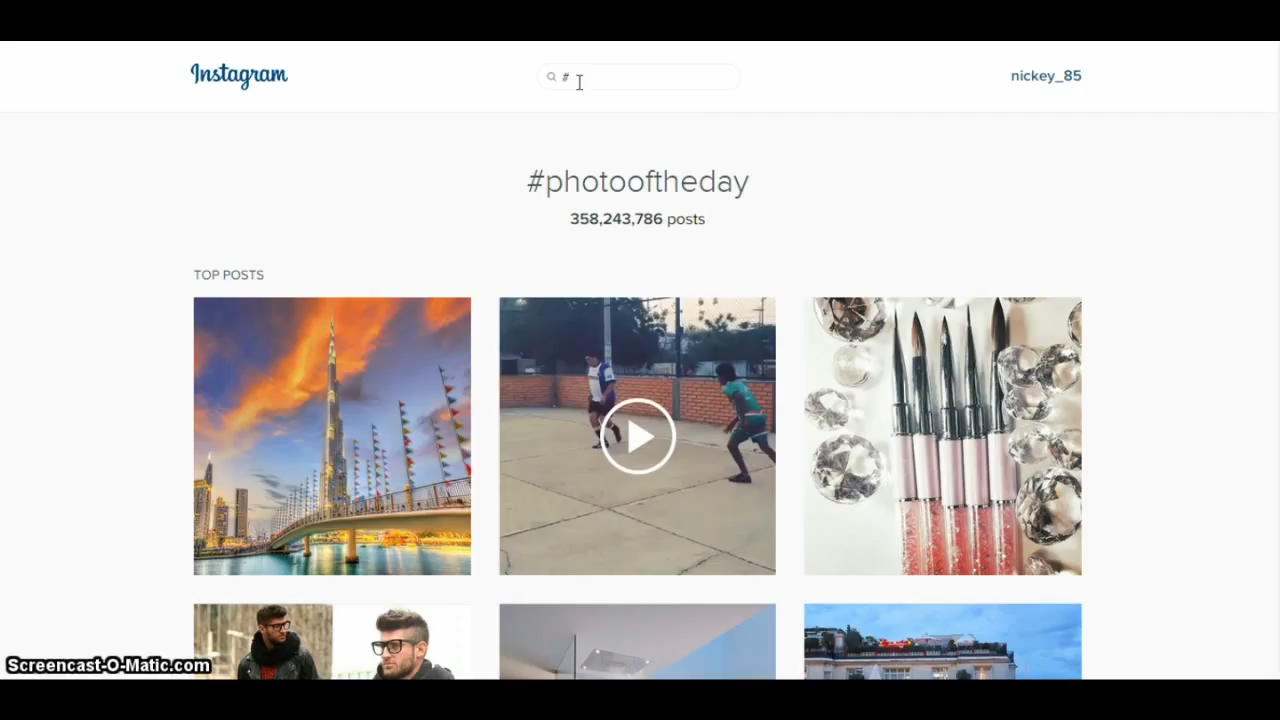 Instagram
#
nickey_85
#photooftheday
358,243,786 posts
TOP POSTS
Screencast-O-Matic.com